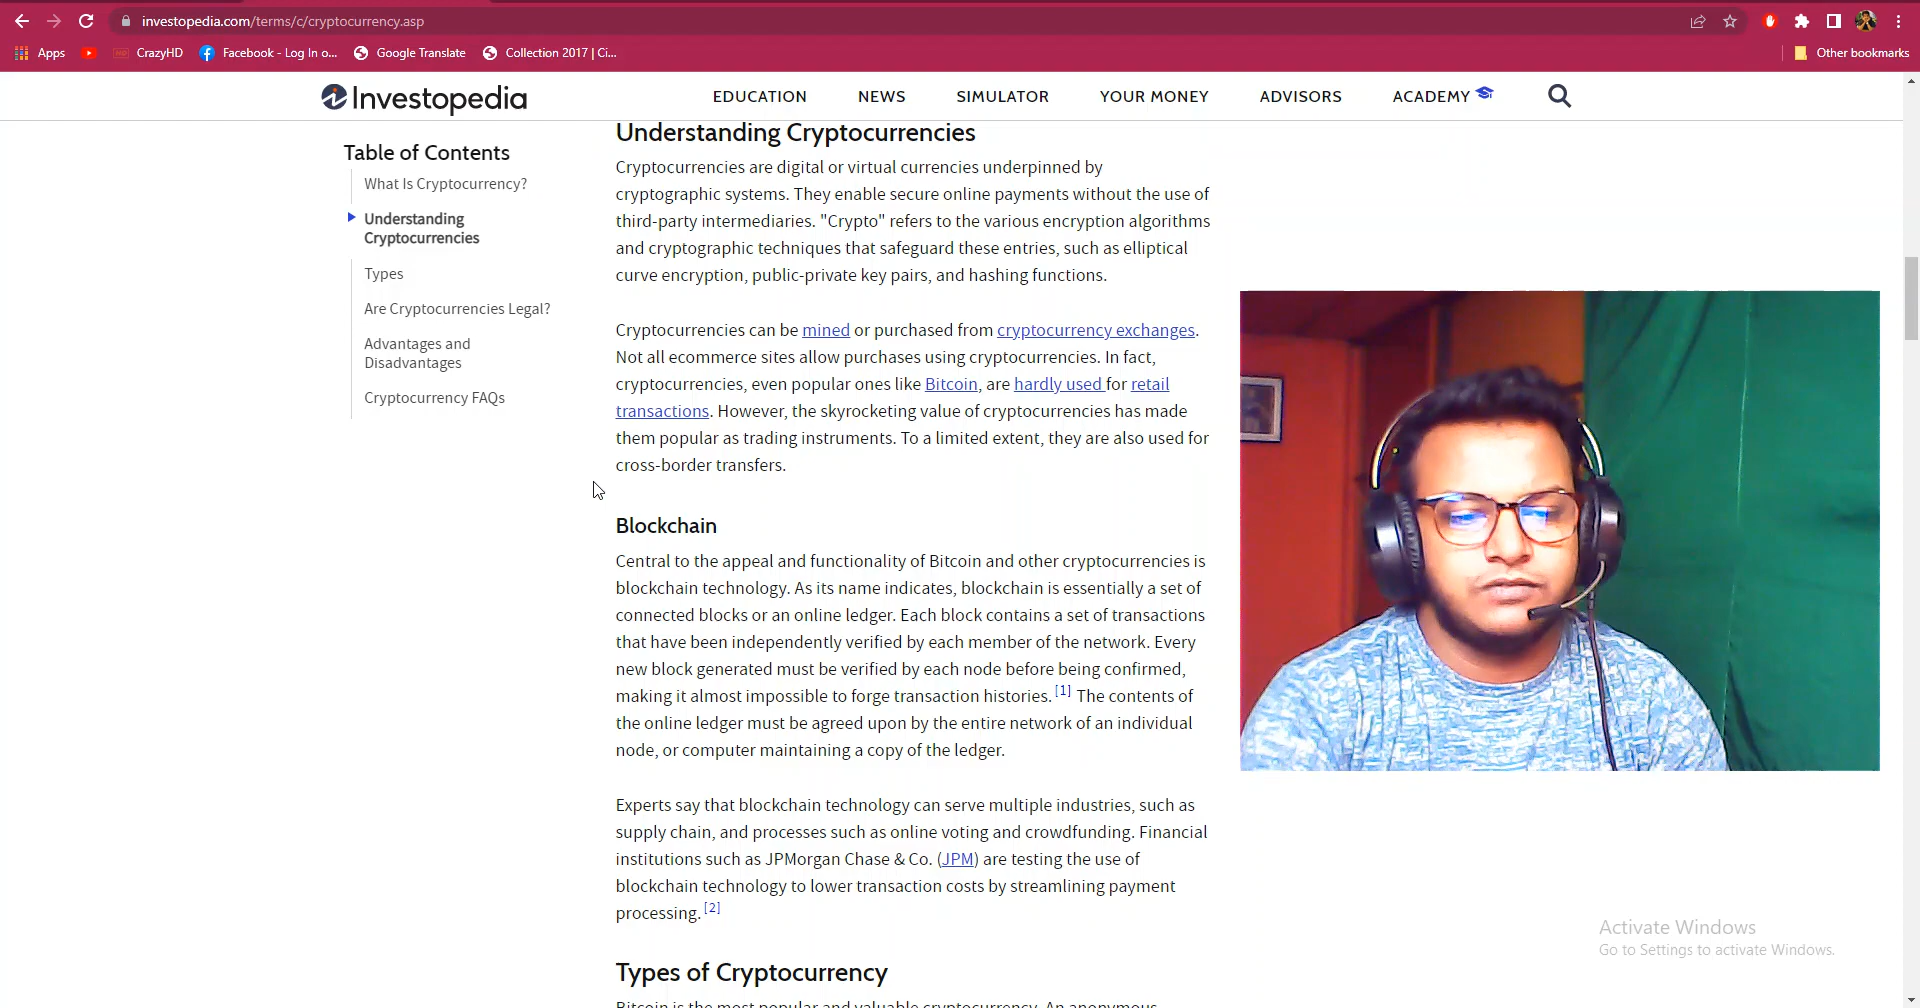 investopedia.com/terms/c/cryptocurrency.asp
Apps
CrazyHD
Facebook - Log In o...
Google Translate
Collection 2017 | Ci...
Other bookmarks
Investopedia
EDUCATION
NEWS
SIMULATOR
YOUR MONEY
ADVISORS
ACADEMY
Table of Contents
What Is Cryptocurrency?
Understanding
Cryptocurrencies
Types
Are Cryptocurrencies Legal?
Advantages and
Disadvantages
Cryptocurrency FAQs
Understanding Cryptocurrencies
Cryptocurrencies are digital or virtual currencies underpinned by
cryptographic systems. They enable secure online payments without the use of
third-party intermediaries. "Crypto" refers to the various encryption algorithms
and cryptographic techniques that safeguard these entries, such as elliptical
curve encryption, public-private key pairs, and hashing functions.
Cryptocurrencies can be mined or purchased from cryptocurrency exchanges.
Not all ecommerce sites allow purchases using cryptocurrencies. In fact,
cryptocurrencies, even popular ones like Bitcoin, are hardly used for retail
transactions. However, the skyrocketing value of cryptocurrencies has made
them popular as trading instruments. To a limited extent, they are also used for
cross-border transfers.
Blockchain
Central to the appeal and functionality of Bitcoin and other cryptocurrencies is
blockchain technology. As its name indicates, blockchain is essentially a set of
connected blocks or an online ledger. Each block contains a set of transactions
that have been independently verified by each member of the network. Every
new block generated must be verified by each node before being confirmed,
making it almost impossible to forge transaction histories. [1] The contents of
the online ledger must be agreed upon by the entire network of an individual
node, or computer maintaining a copy of the ledger.
Experts say that blockchain technology can serve multiple industries, such as
supply chain, and processes such as online voting and crowdfunding. Financial
institutions such as JPMorgan Chase & Co. (JPM) are testing the use of
blockchain technology to lower transaction costs by streamlining payment
processing. [2]
Types of Cryptocurrency
Bitcoin is the most popular and valuable cryptocurrency. An anonymous
Activate Windows
Go to Settings to activate Windows.